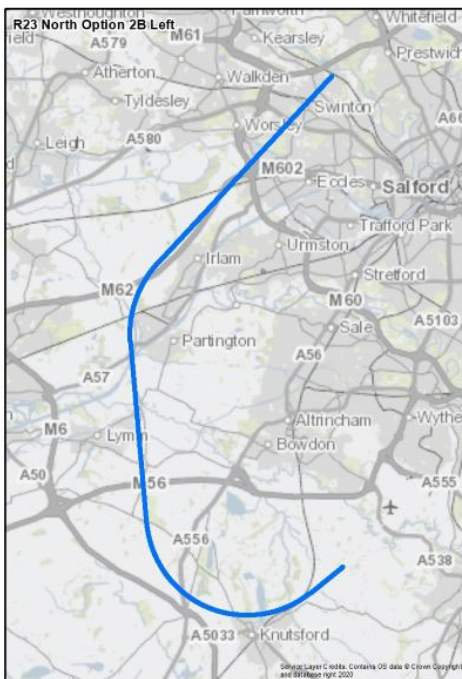 R23 North Option 2B Left
Westhoughton
Farnworth
Whitefield
A579
M61
Kearsley
Prestwich
Atherton
Walkden
Tyldesley
Swinton
A66
Worsley
A580
Leigh
M602
Eccles
Salford
Trafford Park
Urmston
Irlam
Stretford
M62
M60
A5103
Sale
Partington
A56
A57
Altrincham
Wythe
M6
Lymm
Bowdon
A50
M56
A555
A556
A538
A5033
Knutsford
Service Layer Credits: Contains OS data © Crown Copyright
and database right 2020